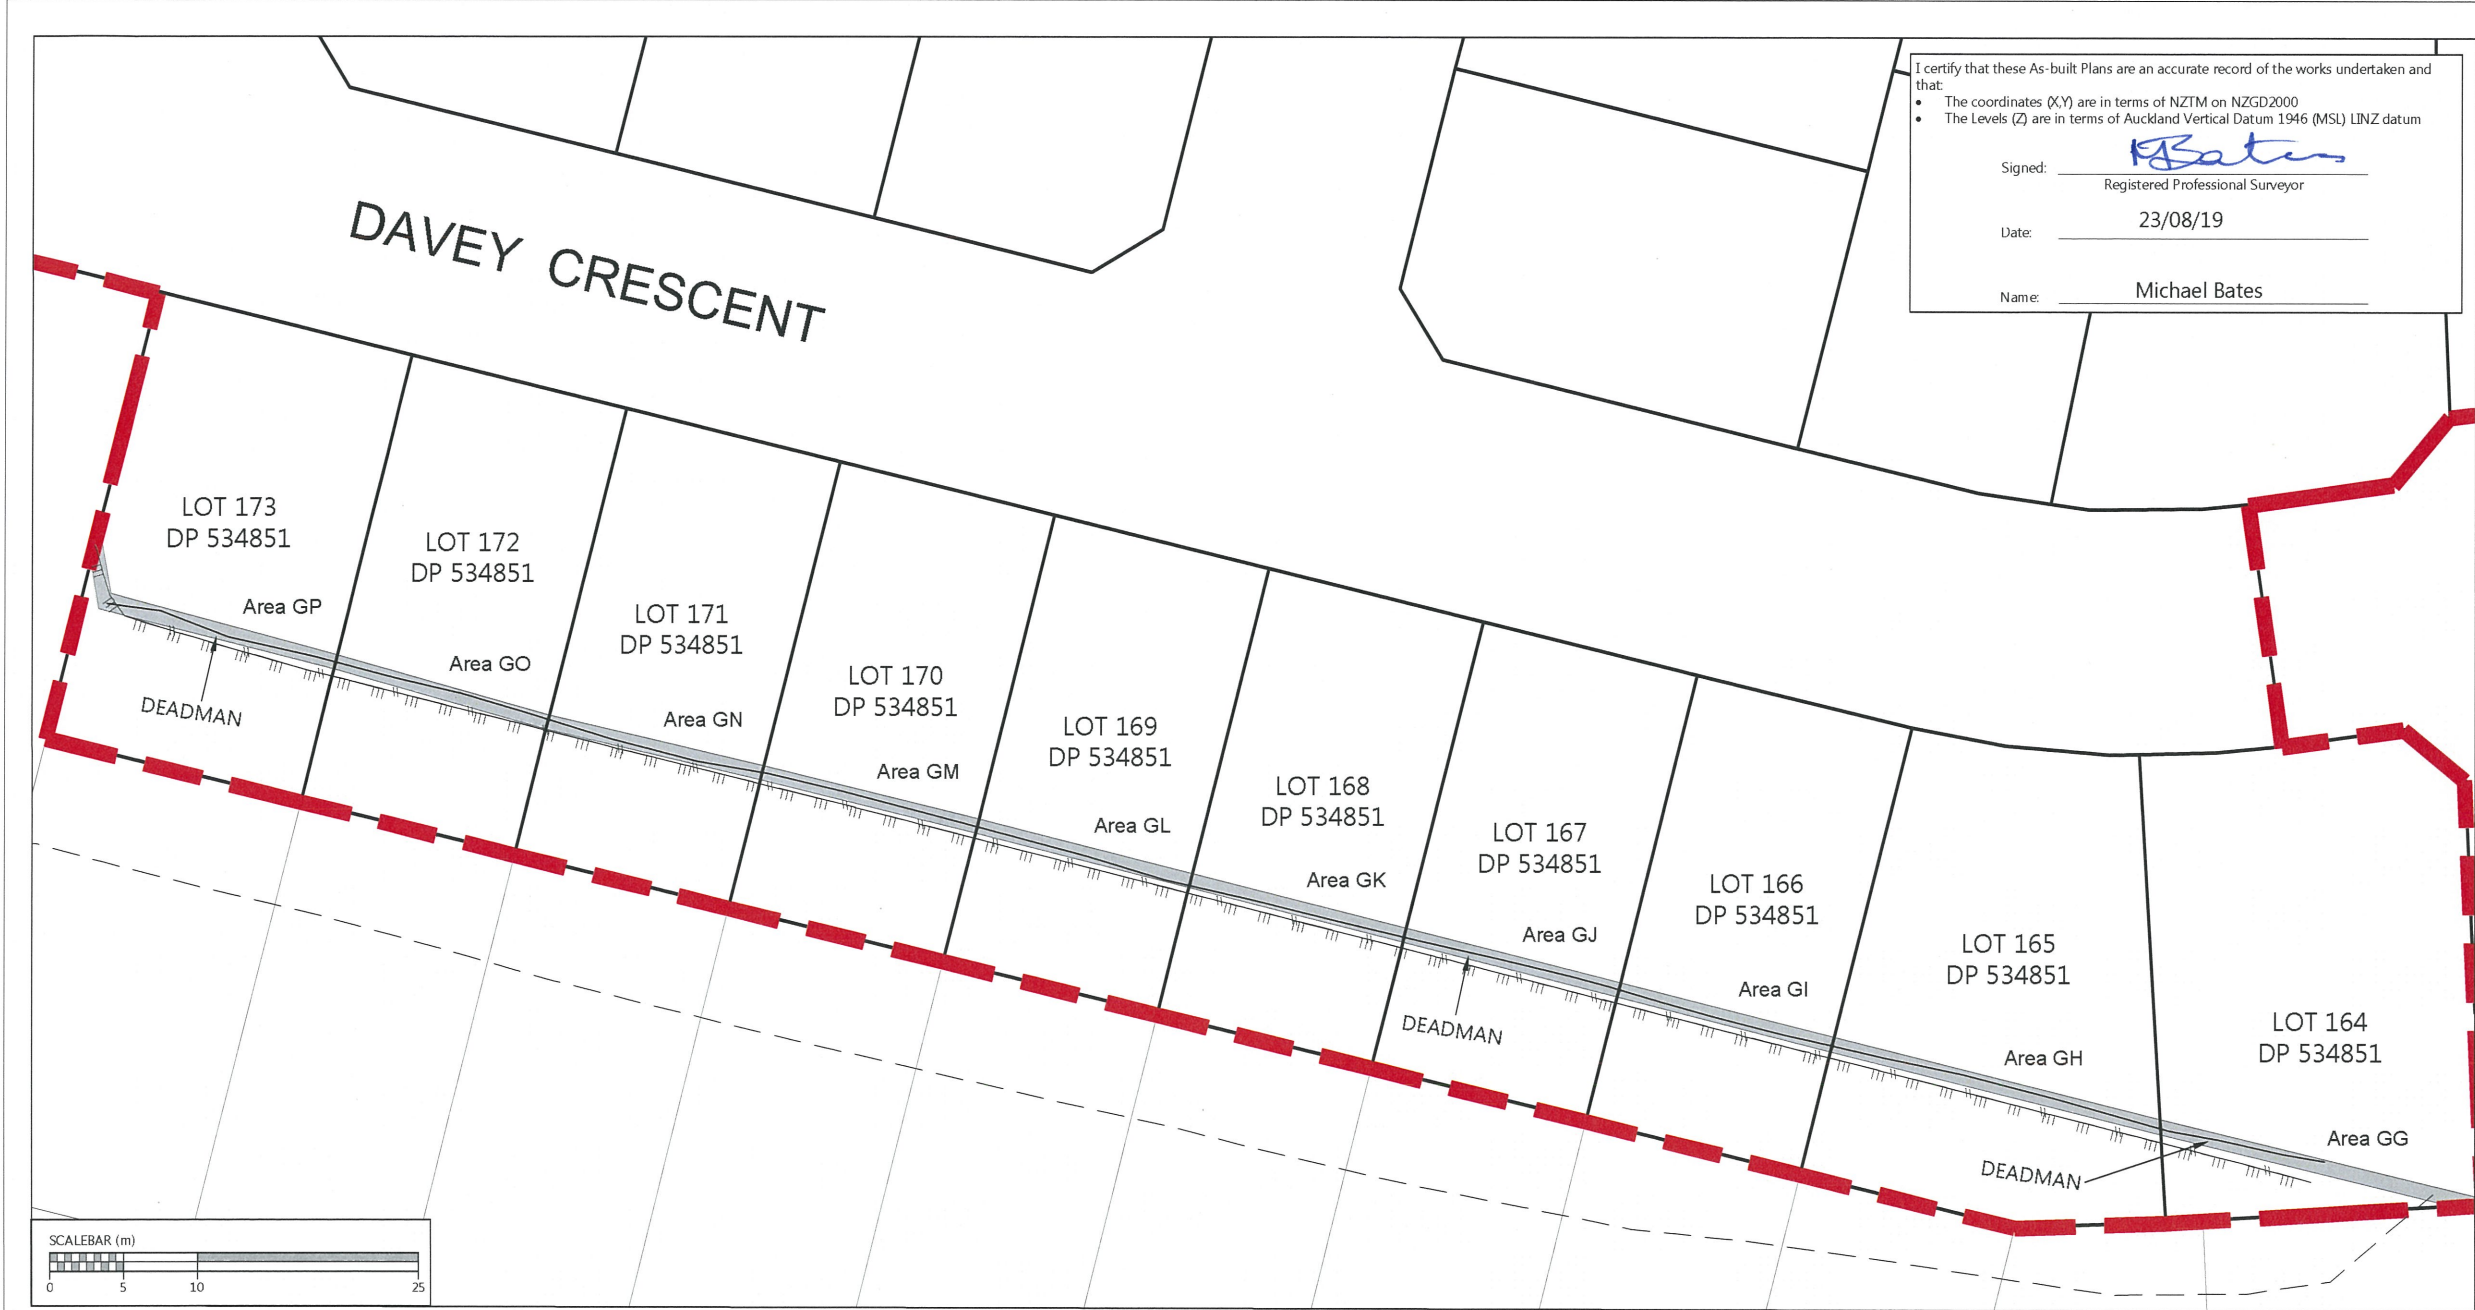 I certify that these As-built Plans are an accurate record of the works undertaken and
that:
• The coordinates (X,Y) are in terms of NZTM on NZGD2000
• The Levels (Z) are in terms of Auckland Vertical Datum 1946 (MSL) LINZ datum
Signed: MJBates
Registered Professional Surveyor
Date: 23/08/19
Name: Michael Bates
DAVEY CRESCENT
LOT 173
DP 534851
Area GP
DEADMAN
LOT 172
DP 534851
Area GO
LOT 171
DP 534851
Area GN
LOT 170
DP 534851
Area GM
LOT 169
DP 534851
Area GL
LOT 168
DP 534851
Area GK
LOT 167
DP 534851
Area GJ
DEADMAN
LOT 166
DP 534851
Area GI
LOT 165
DP 534851
Area GH
DEADMAN
LOT 164
DP 534851
Area GG
SCALEBAR (m)
0 5 10 25